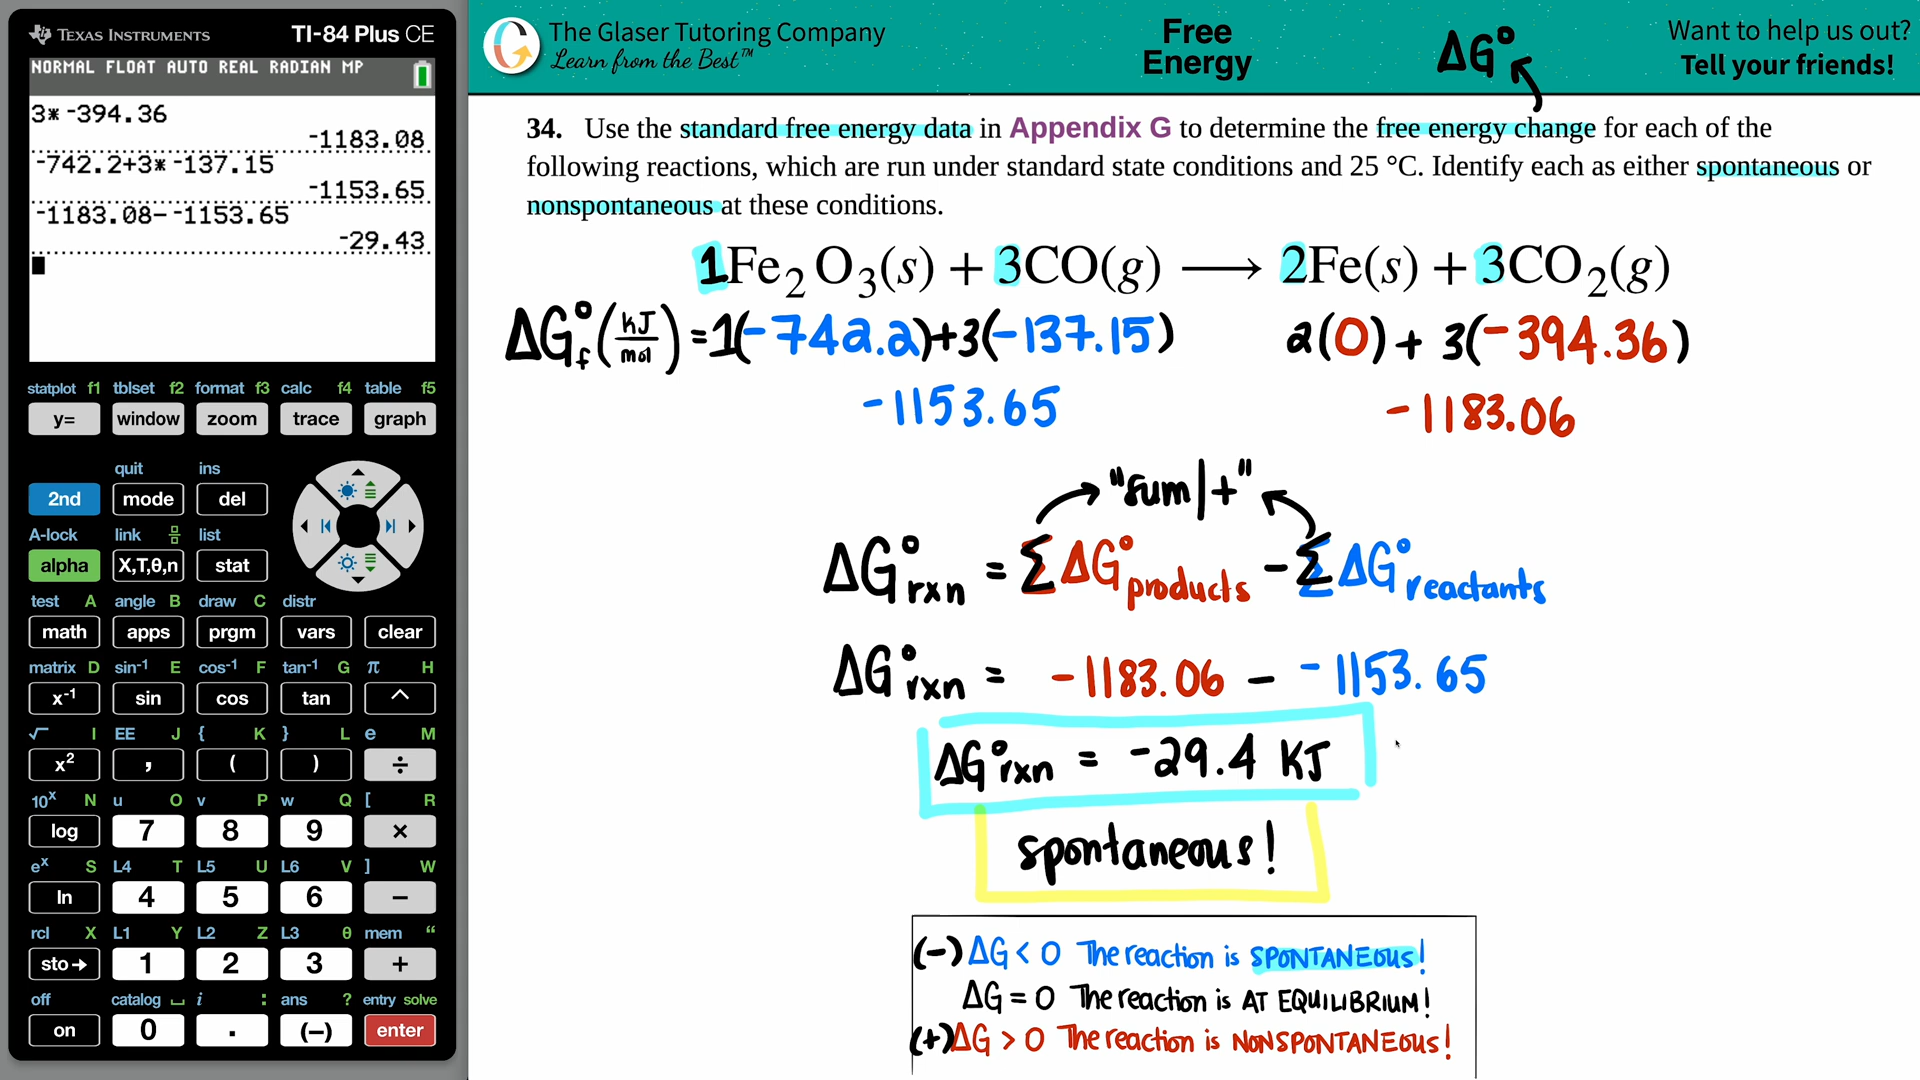 TEXAS INSTRUMENTS TI-84 Plus CE
NORMAL FLOAT AUTO REAL RADIAN MP
3*-394.36
-1183.08
-742.2+3*-137.15
-1153.65
-1183.08--1153.65
-29.43
statplot f1 tblset f2 format f3 calc f4 table f5
y= window zoom trace graph
quit ins
2nd mode del
A-lock link list
alpha X,T,θ,n stat
test A angle B draw C distr
math apps prgm vars clear
matrix D sin⁻¹ E cos⁻¹ F tan⁻¹ G π H
x⁻¹ sin cos tan ^
√ I EE J { K } L e M
x² , ( ) ÷
10ˣ N u O v P w Q [ R
log 7 8 9 ×
eˣ S L4 T L5 U L6 V ] W
ln 4 5 6 −
rcl X L1 Y L2 Z L3 θ mem “
sto→ 1 2 3 +
off catalog ⎵ i : ans ? entry solve
on 0 . (−) enter
The Glaser Tutoring Company
Learn from the Best™
Free
Energy
ΔG°
Want to help us out?
Tell your friends!
34. Use the standard free energy data in Appendix G to determine the free energy change for each of the
following reactions, which are run under standard state conditions and 25 °C. Identify each as either spontaneous or
nonspontaneous at these conditions.
1Fe₂O₃(s) + 3CO(g) ⟶ 2Fe(s) + 3CO₂(g)
ΔG°f (kJ/mol) = 1(-742.2)+3(-137.15) 2(0) + 3(-394.36)
-1153.65 -1183.06
"sum|+"
ΔG°rxn = ΣΔG°products - ΣΔG°reactants
ΔG°rxn = -1183.06 - -1153.65
ΔG°rxn = -29.4 KJ
spontaneous!
(-) ΔG < 0 The reaction is SPONTANEOUS!
ΔG = 0 The reaction is AT EQUILIBRIUM!
(+) ΔG > 0 The reaction is NONSPONTANEOUS!